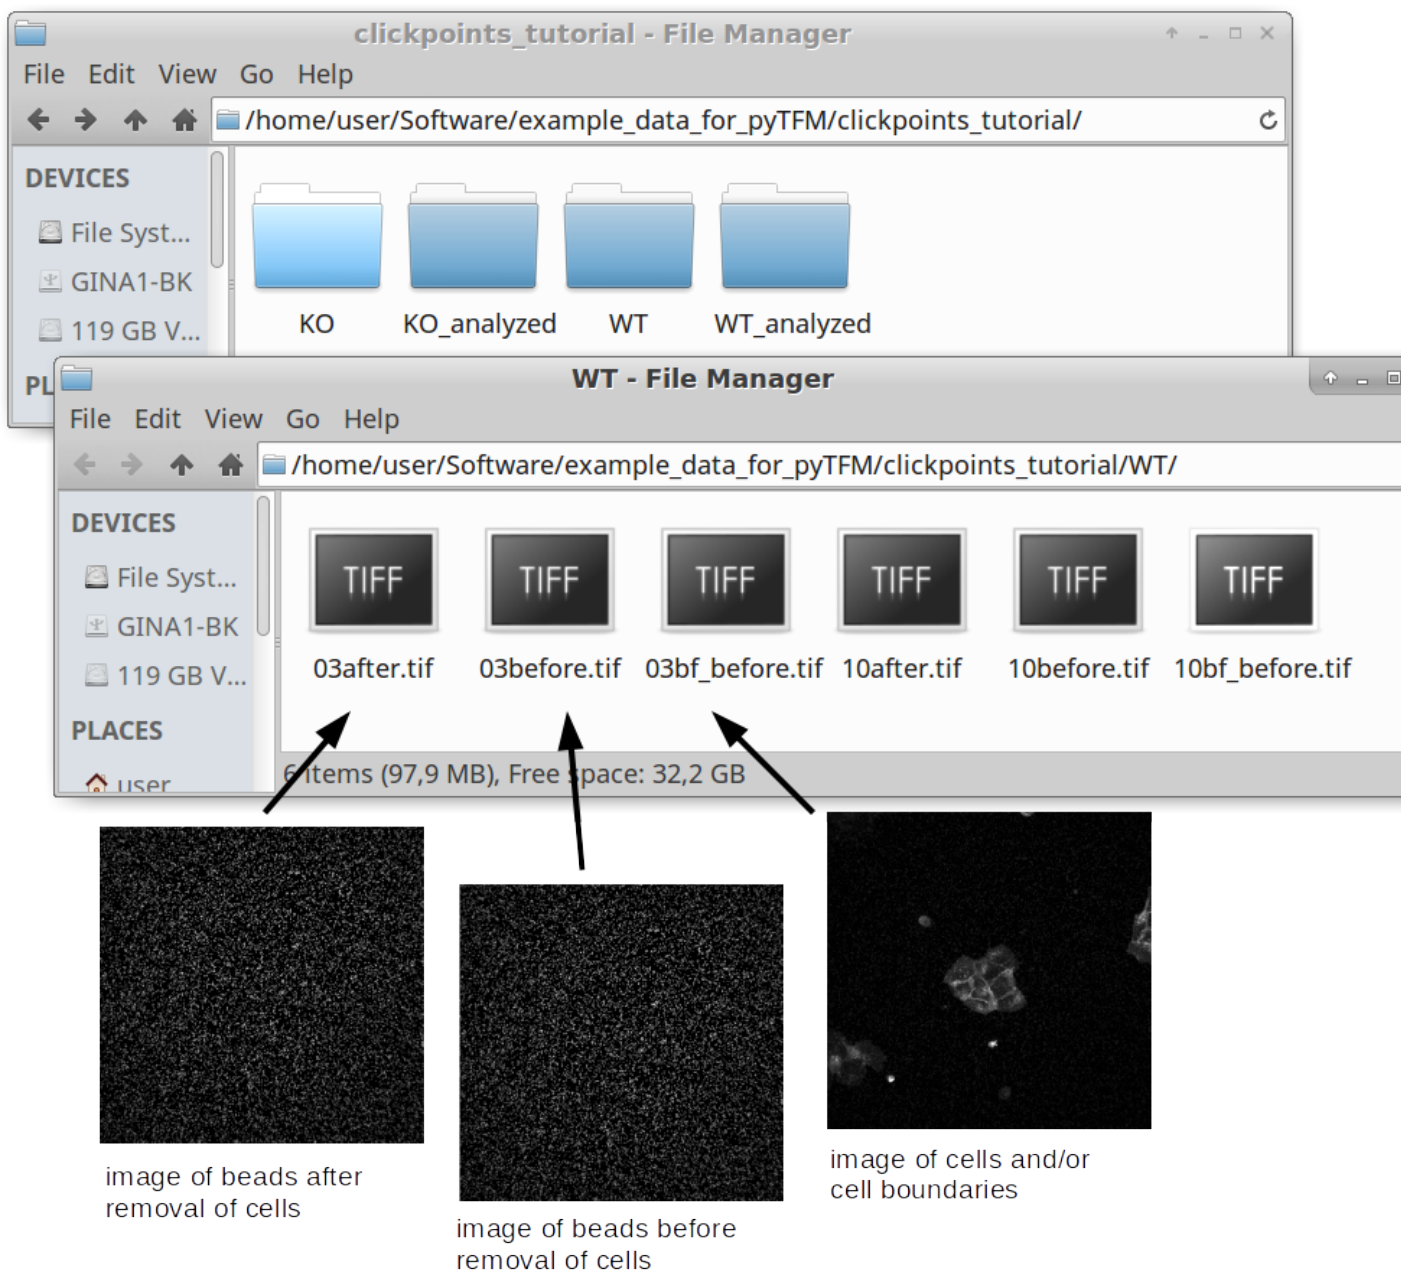 clickpoints_tutorial - File Manager
File Edit View Go Help
/home/user/Software/example_data_for_pyTFM/clickpoints_tutorial/
DEVICES
File Syst...
GINA1-BK
119 GB V...
PL
KO KO_analyzed WT WT_analyzed
WT - File Manager
File Edit View Go Help
/home/user/Software/example_data_for_pyTFM/clickpoints_tutorial/WT/
DEVICES
File Syst...
GINA1-BK
119 GB V...
PLACES
user
TIFF TIFF TIFF TIFF TIFF TIFF
03after.tif 03before.tif 03bf_before.tif 10after.tif 10before.tif 10bf_before.tif
6 items (97,9 MB), Free space: 32,2 GB
image of beads after
removal of cells
image of beads before
removal of cells
image of cells and/or
cell boundaries